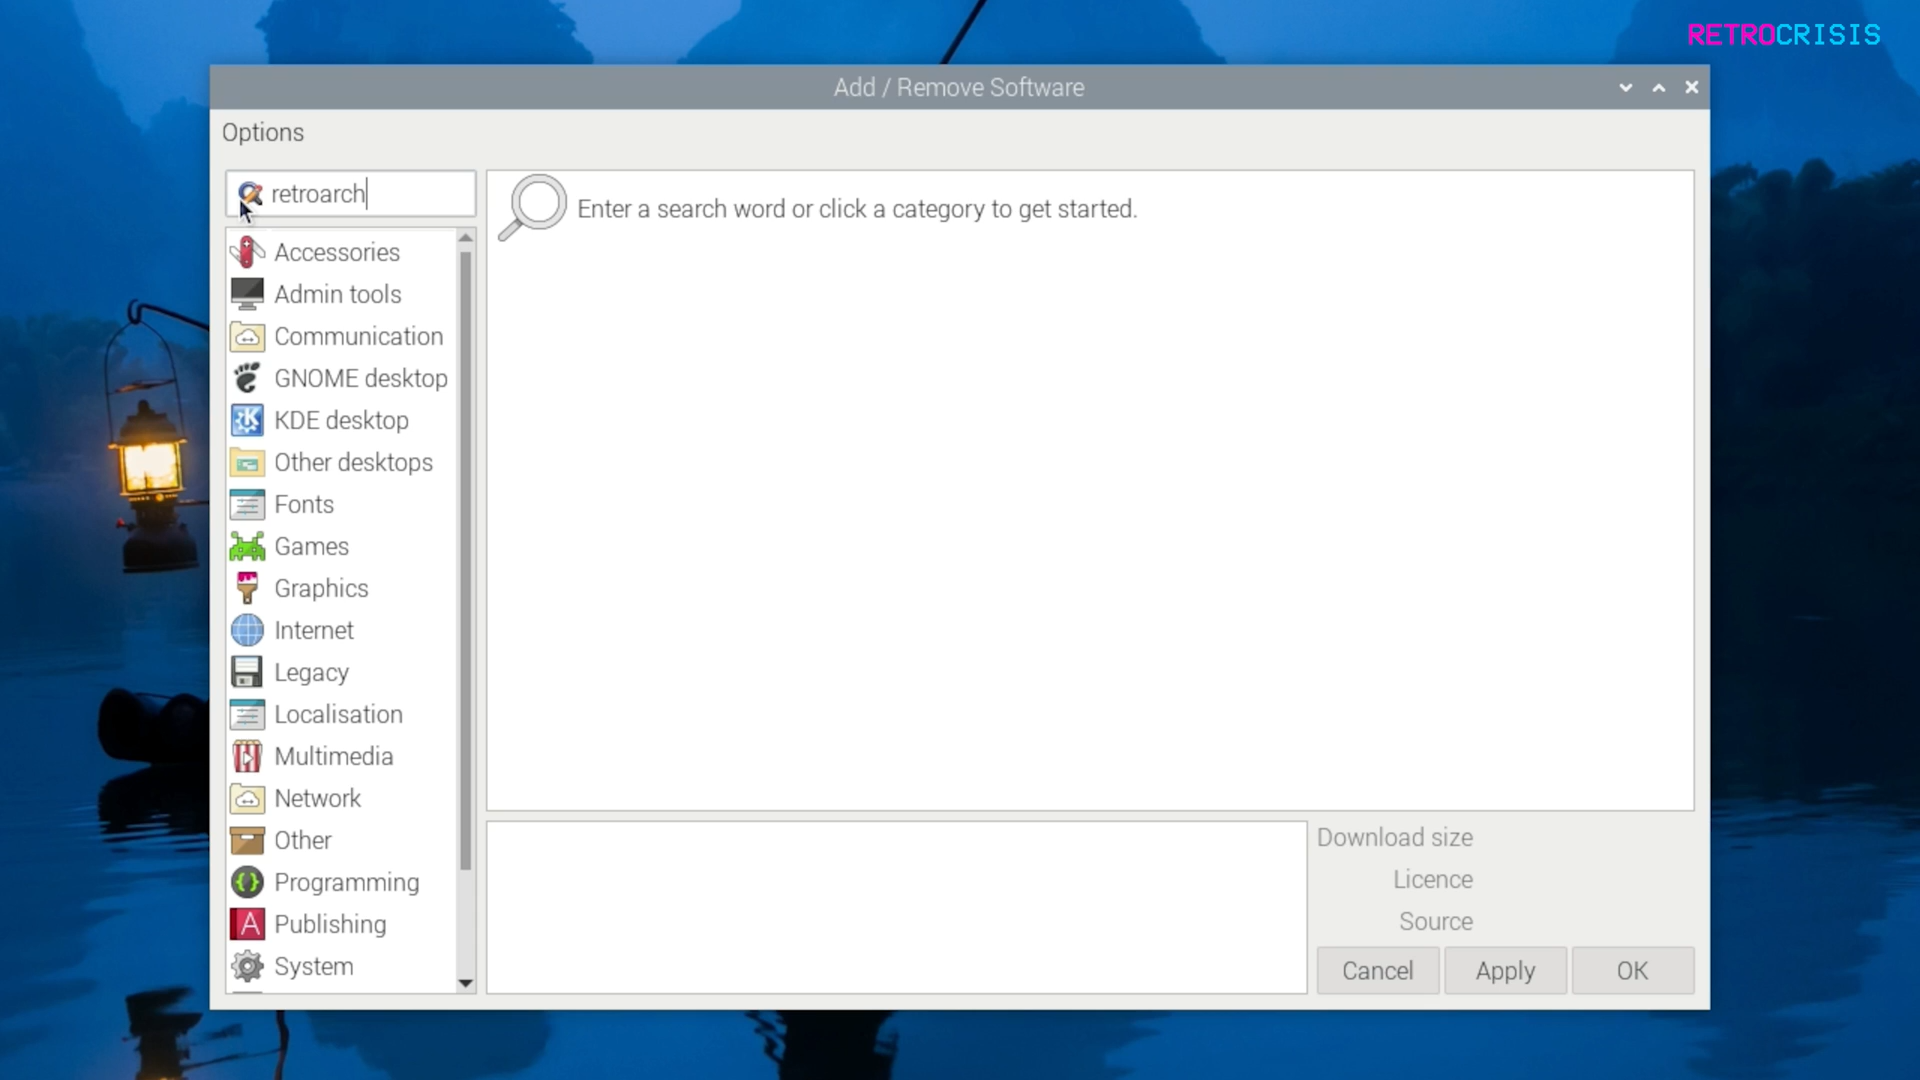 RETROCRISIS
Add / Remove Software
Options
retroarch
Enter a search word or click a category to get started.
Accessories
Admin tools
Communication
GNOME desktop
KDE desktop
Other desktops
Fonts
Games
Graphics
Internet
Legacy
Localisation
Multimedia
Network
Other
Programming
Publishing
System
Download size
Licence
Source
Cancel
Apply
OK